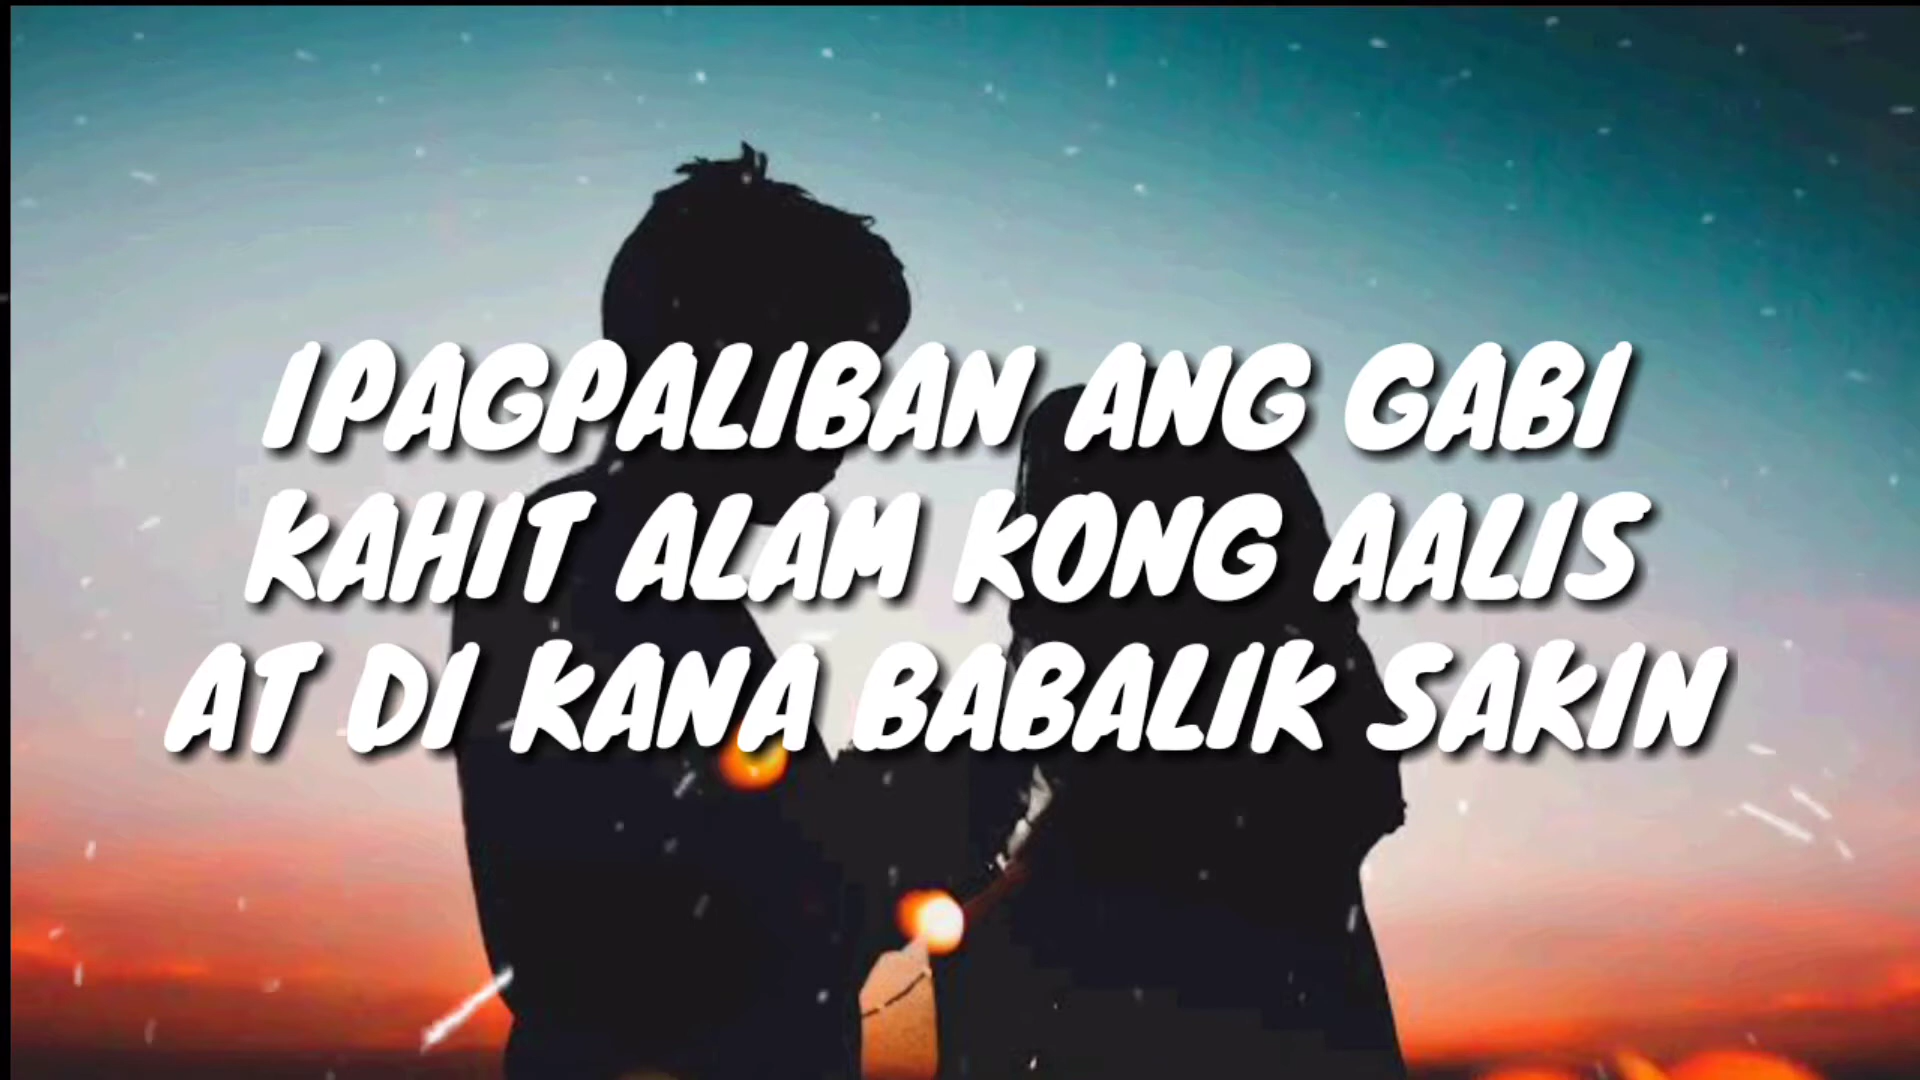 IPAGPALIBAN ANG GABI
KAHIT ALAM KONG AALIS
AT DI KANA BABALIK SAKIN